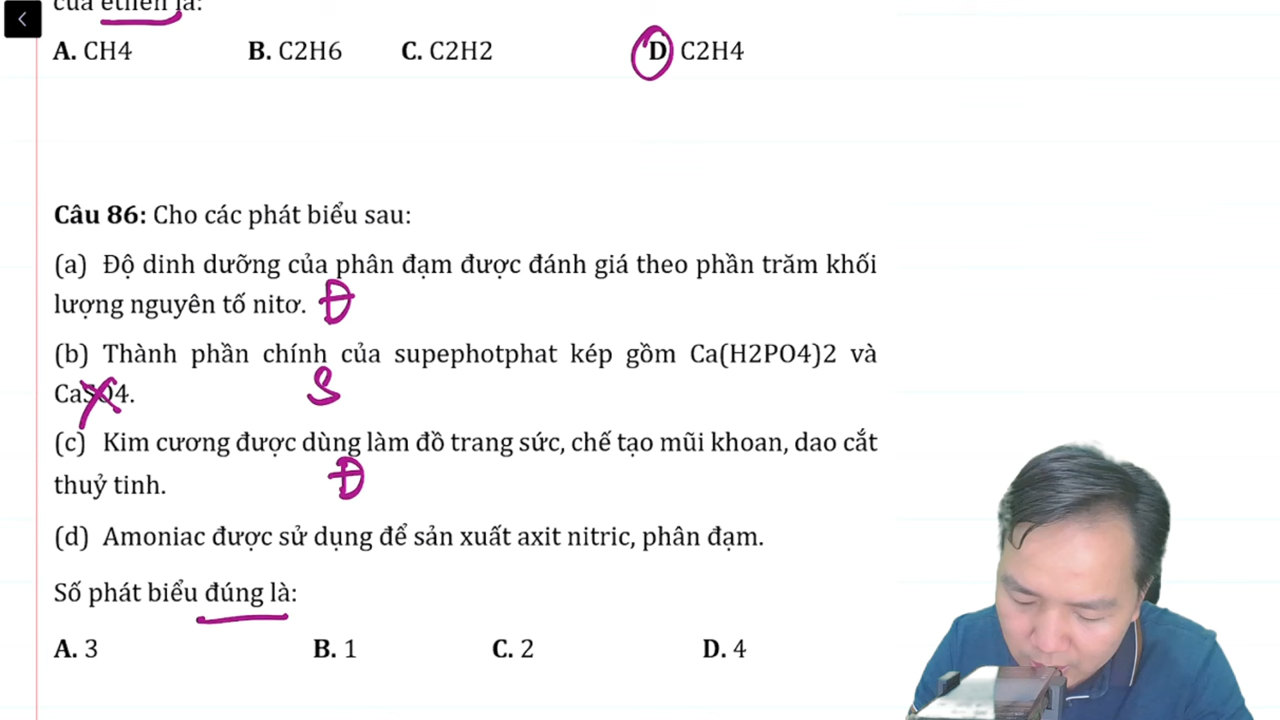 của ethen là:
A. CH4 B. C2H6 C. C2H2 D C2H4
Câu 86: Cho các phát biểu sau:
(a) Độ dinh dưỡng của phân đạm được đánh giá theo phần trăm khối
lượng nguyên tố nitơ. Đ
(b) Thành phần chính của supephotphat kép gồm Ca(H2PO4)2 và
CaSO4. S
(c) Kim cương được dùng làm đồ trang sức, chế tạo mũi khoan, dao cắt
thuỷ tinh. Đ
(d) Amoniac được sử dụng để sản xuất axit nitric, phân đạm.
Số phát biểu đúng là:
A. 3 B. 1 C. 2 D. 4